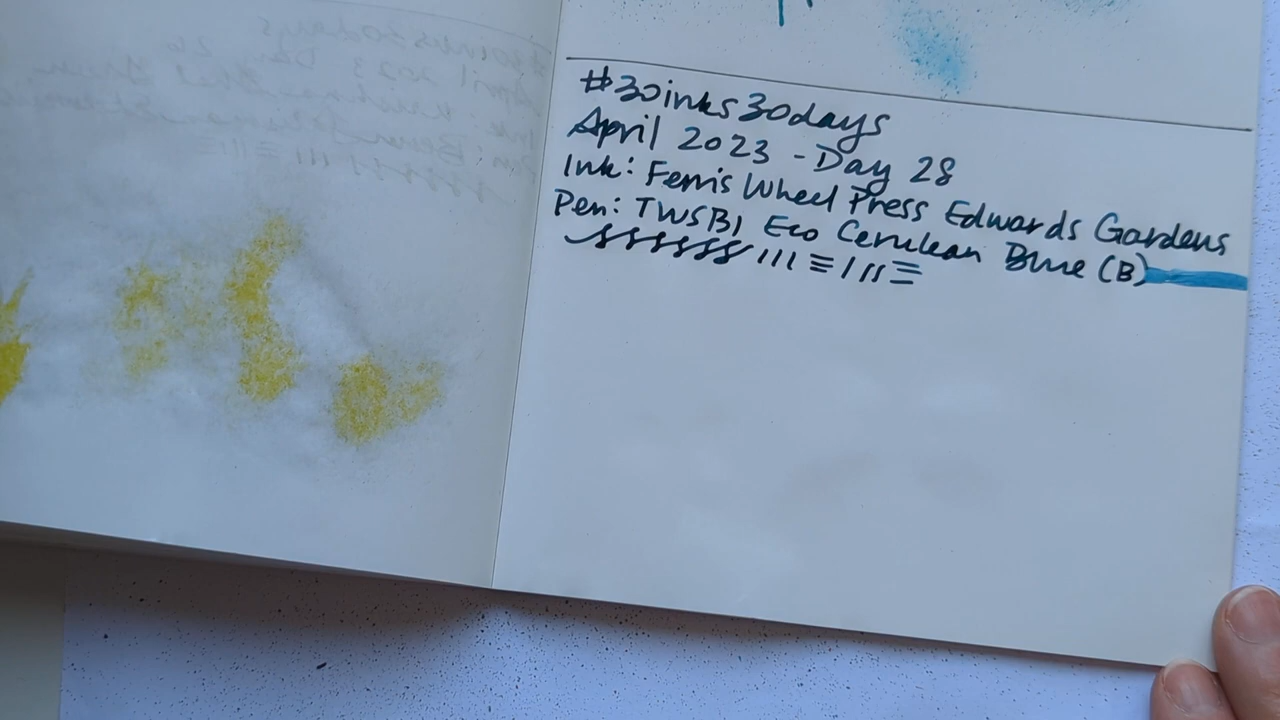 #30inks30days
April 2023 - Day 28
Ink: Ferris Wheel Press Edwards Gardens
Pen: TWSBI Eco Cerulean Blue (B)